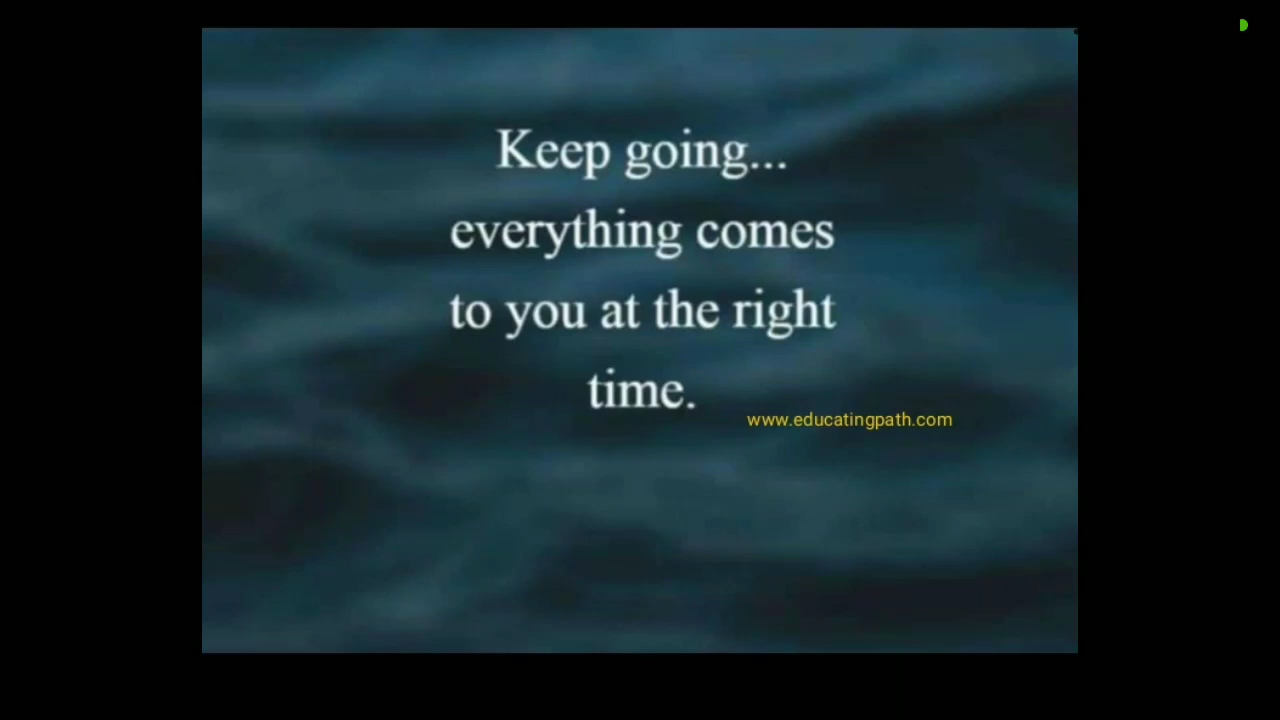 Keep going...
everything comes
to you at the right
time.
www.educatingpath.com